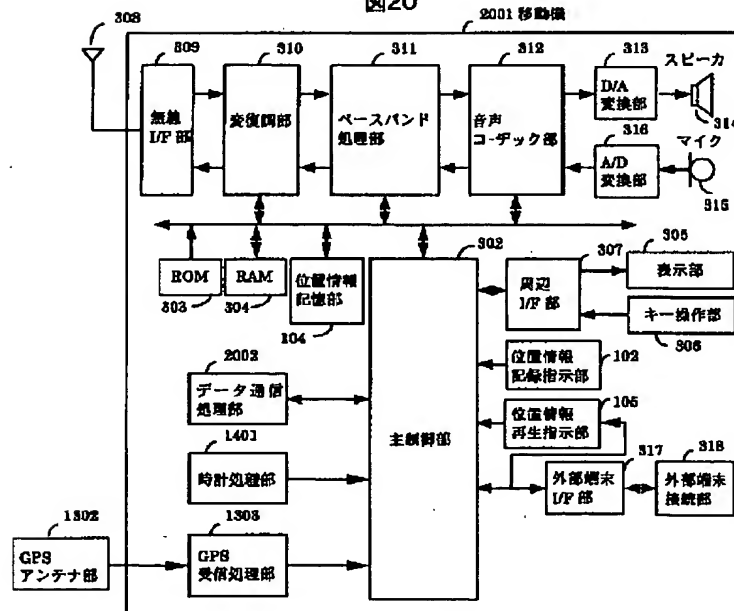 図20
2001 移動機
308
309
310
311
312
313
スピーカ
無線
I/F部
変復調部
ベースバンド
処理部
音声
コーデック部
D/A
変換部
314
316
マイク
A/D
変換部
315
302
307
305
ROM
RAM
位置情報
記憶部
周辺
I/F部
表示部
303
304
104
キー操作部
306
2002
位置情報
記録指示部
102
データ通信
処理部
105
位置情報
再生指示部
主制御部
1401
317
318
時計処理部
外部端末
I/F部
外部端末
接続部
1302
1303
GPS
アンテナ部
GPS
受信処理部